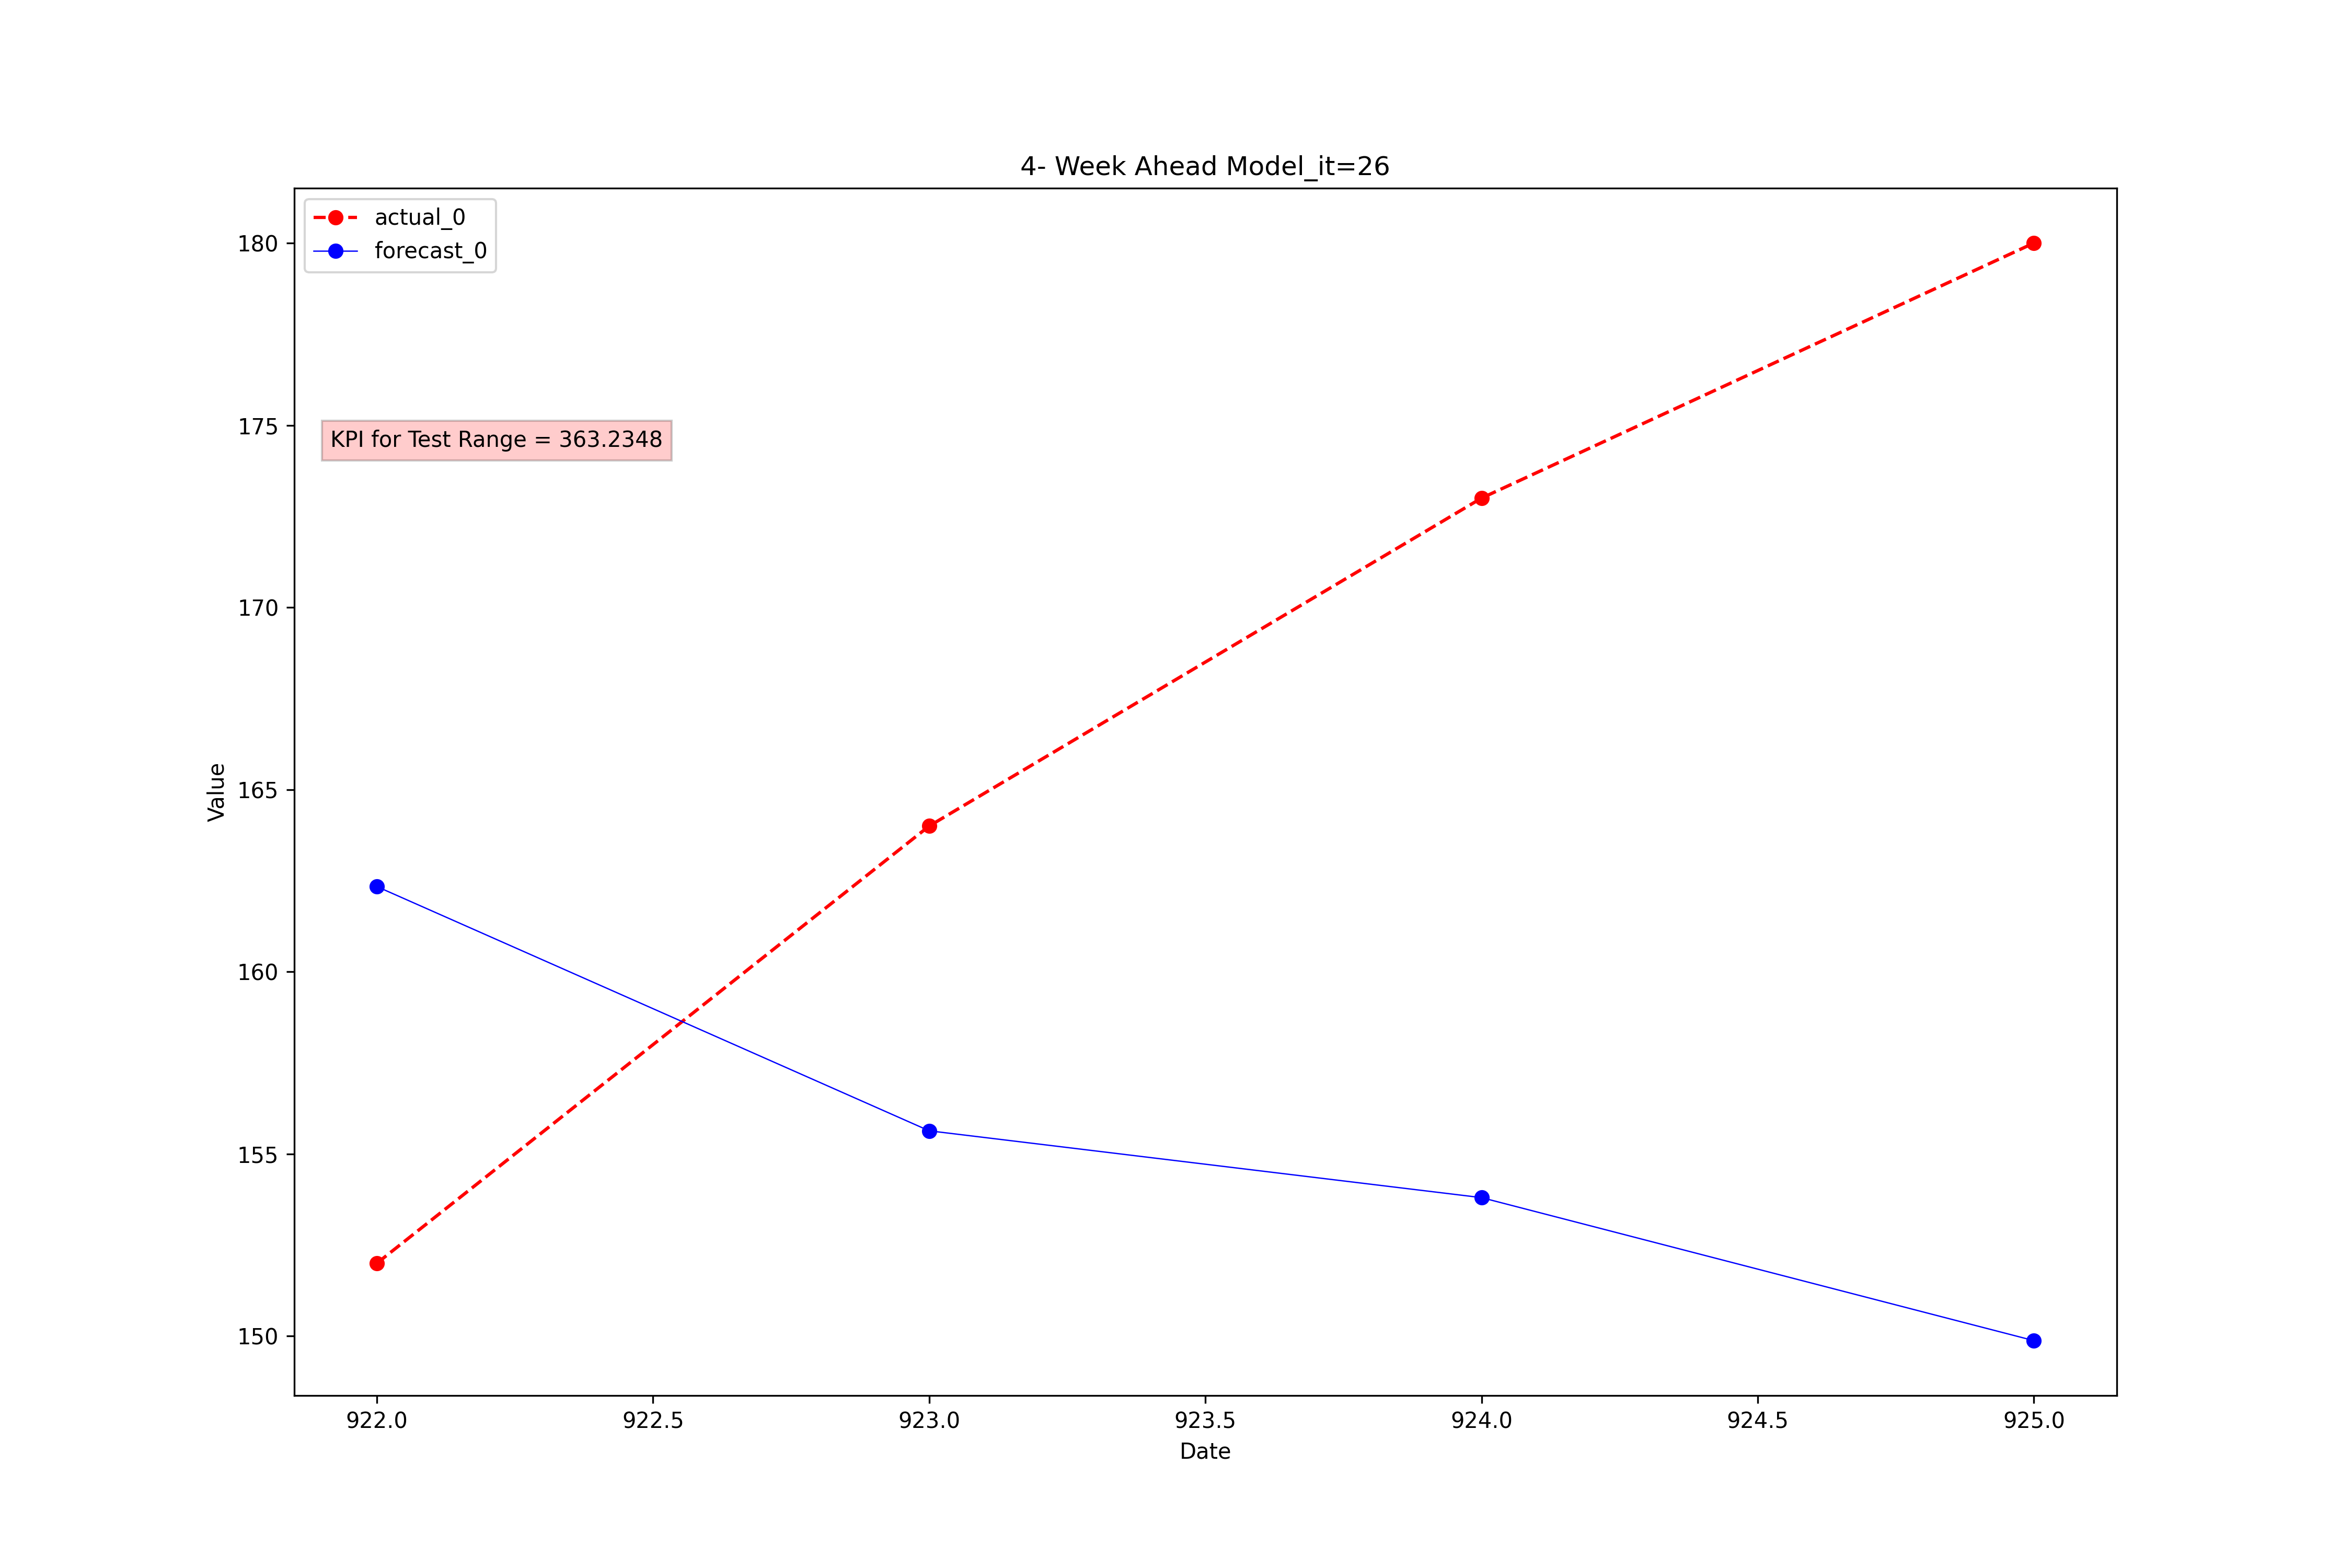 4- Week Ahead Model_it=26
actual_0
forecast_0
KPI for Test Range = 363.2348
180
175
170
165
160
155
150
Value
922.0 922.5 923.0 923.5 924.0 924.5 925.0
Date